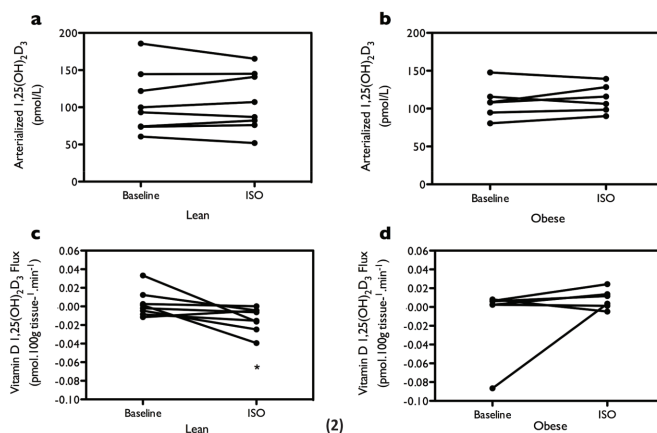 a
Arterialized 1,25(OH)₂D₃
(pmol/L)
200
150
100
50
0
Baseline
ISO
Lean
b
Arterialized 1,25(OH)₂D₃
(pmol/L)
200
150
100
50
0
Baseline
ISO
Obese
c
Vitamin D 1,25(OH)₂D₃ Flux
(pmol.100g tissue-¹.min⁻¹)
0.06
0.04
0.02
-0.00
-0.02
-0.04
-0.06
-0.08
-0.10
*
Baseline
ISO
Lean
d
Vitamin D 1,25(OH)₂D₃ Flux
(pmol.100g tissue-¹.min⁻¹)
0.06
0.04
0.02
-0.00
-0.02
-0.04
-0.06
-0.08
-0.10
Baseline
ISO
Obese
(2)